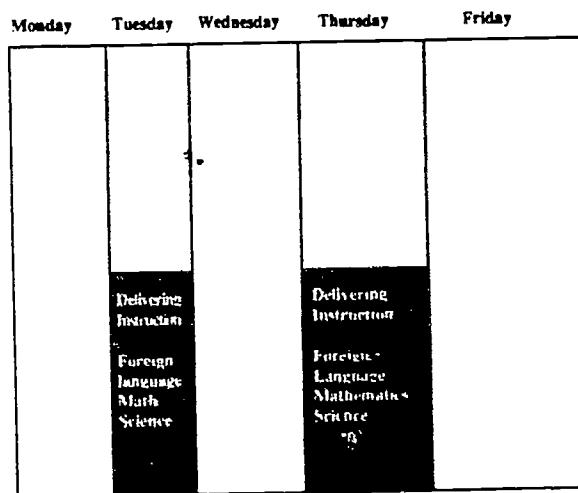 Monday Tuesday Wednesday Thursday Friday
Delivering
Instruction
Foreign
language
Math
Science
Delivering
Instruction
Foreign
Language
Mathematics
Science